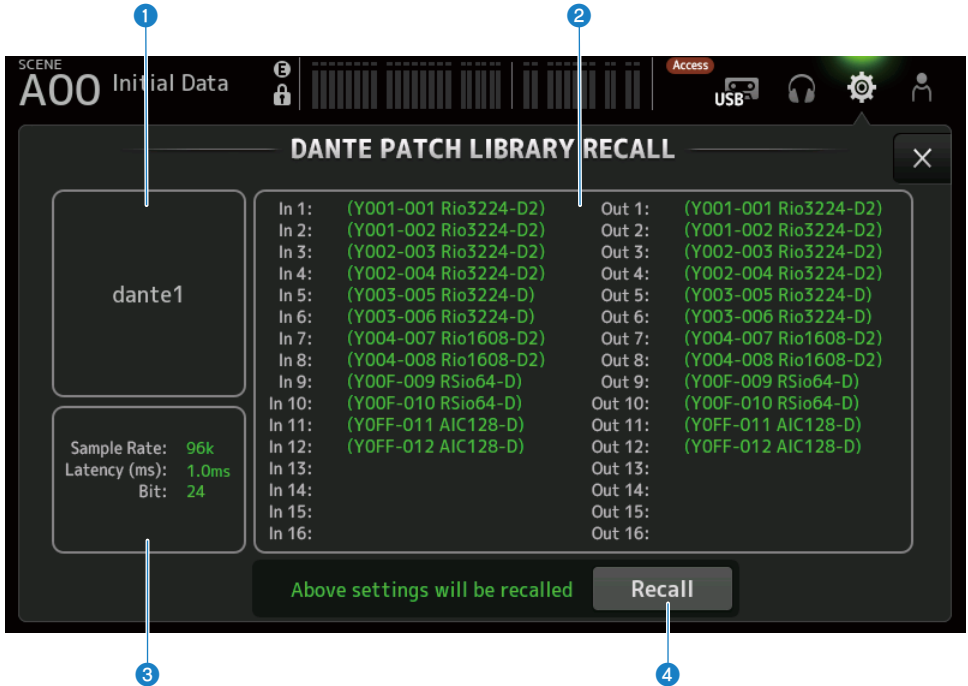 1
2
SCENE
A00 Initial Data
E
Access
USB
DANTE PATCH LIBRARY RECALL
dante1
In 1: (Y001-001 Rio3224-D2) Out 1: (Y001-001 Rio3224-D2)
In 2: (Y001-002 Rio3224-D2) Out 2: (Y001-002 Rio3224-D2)
In 3: (Y002-003 Rio3224-D2) Out 3: (Y002-003 Rio3224-D2)
In 4: (Y002-004 Rio3224-D2) Out 4: (Y002-004 Rio3224-D2)
In 5: (Y003-005 Rio3224-D) Out 5: (Y003-005 Rio3224-D)
In 6: (Y003-006 Rio3224-D) Out 6: (Y003-006 Rio3224-D)
In 7: (Y004-007 Rio1608-D2) Out 7: (Y004-007 Rio1608-D2)
In 8: (Y004-008 Rio1608-D2) Out 8: (Y004-008 Rio1608-D2)
In 9: (Y00F-009 RSio64-D) Out 9: (Y00F-009 RSio64-D)
In 10: (Y00F-010 RSio64-D) Out 10: (Y00F-010 RSio64-D)
In 11: (Y0FF-011 AIC128-D) Out 11: (Y0FF-011 AIC128-D)
In 12: (Y0FF-012 AIC128-D) Out 12: (Y0FF-012 AIC128-D)
In 13: Out 13:
In 14: Out 14:
In 15: Out 15:
In 16: Out 16:
Sample Rate: 96k
Latency (ms): 1.0ms
Bit: 24
Above settings will be recalled Recall
3
4